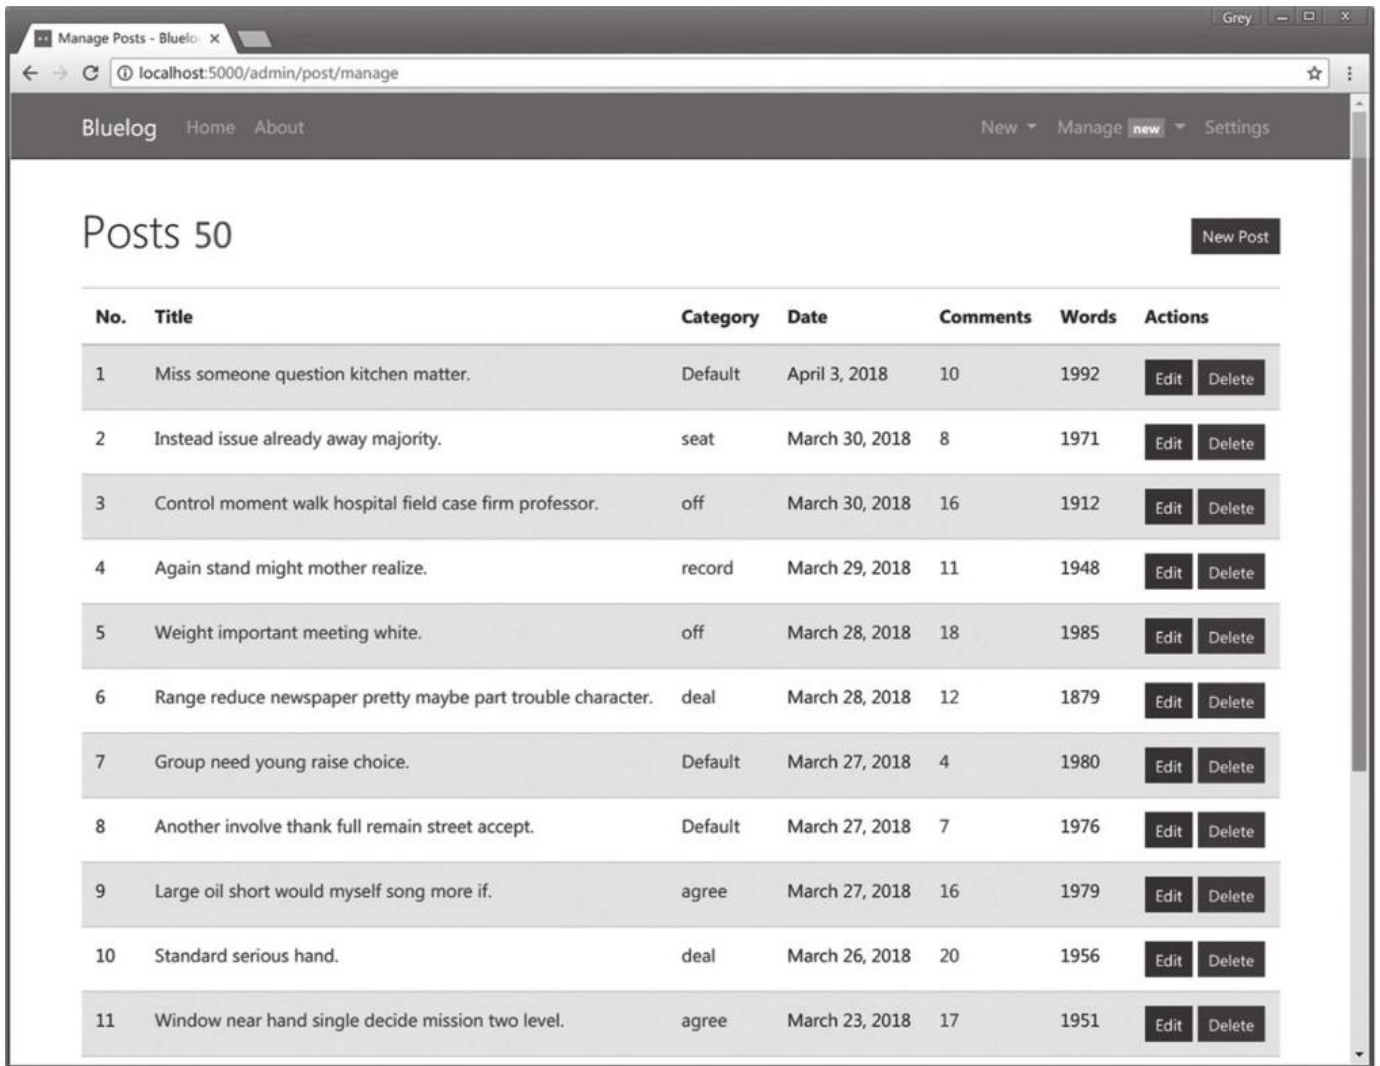 Grey
Manage Posts - Bluelo
localhost:5000/admin/post/manage
Bluelog Home About New Manage new Settings
Posts 50 New Post
No. Title Category Date Comments Words Actions
1 Miss someone question kitchen matter. Default April 3, 2018 10 1992 Edit Delete
2 Instead issue already away majority. seat March 30, 2018 8 1971 Edit Delete
3 Control moment walk hospital field case firm professor. off March 30, 2018 16 1912 Edit Delete
4 Again stand might mother realize. record March 29, 2018 11 1948 Edit Delete
5 Weight important meeting white. off March 28, 2018 18 1985 Edit Delete
6 Range reduce newspaper pretty maybe part trouble character. deal March 28, 2018 12 1879 Edit Delete
7 Group need young raise choice. Default March 27, 2018 4 1980 Edit Delete
8 Another involve thank full remain street accept. Default March 27, 2018 7 1976 Edit Delete
9 Large oil short would myself song more if. agree March 27, 2018 16 1979 Edit Delete
10 Standard serious hand. deal March 26, 2018 20 1956 Edit Delete
11 Window near hand single decide mission two level. agree March 23, 2018 17 1951 Edit Delete